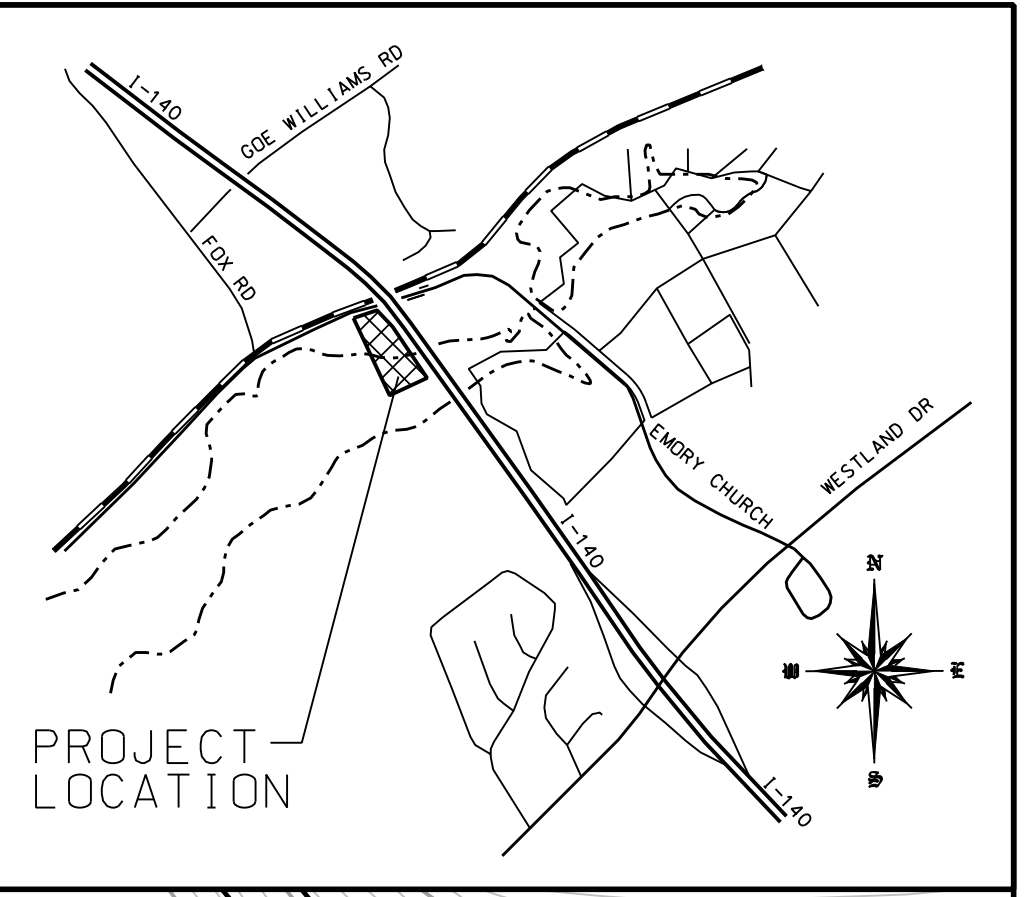 I-140
GOE WILLIAMS RD
FOX RD
EMORY CHURCH
WESTLAND DR
I-140
N
W
E
S
PROJECT
LOCATION
I-140